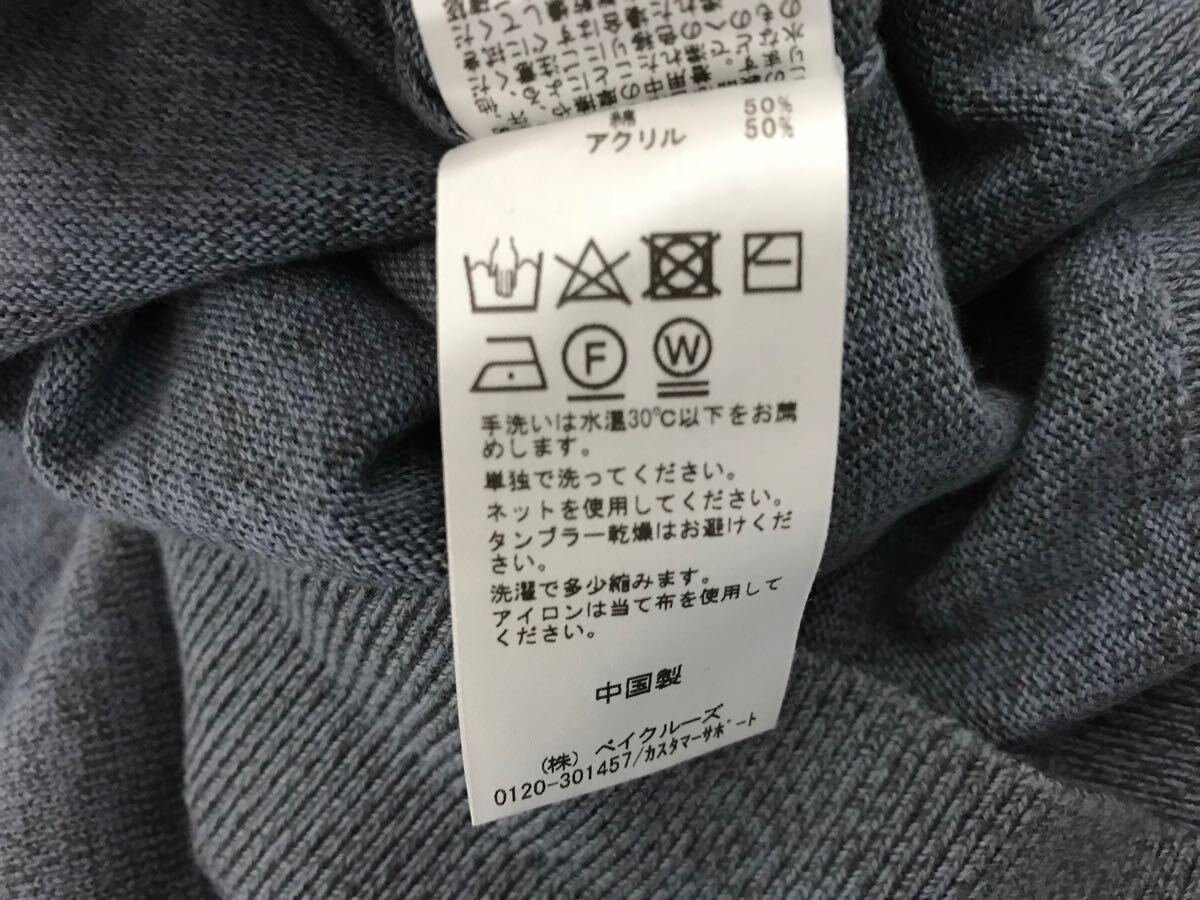 綿 50%
アクリル 50%
F W
手洗いは水温30℃以下をお薦
めします。
単独で洗ってください。
ネットを使用してください。
タンブラー乾燥はお避けくだ
さい。
洗濯で多少縮みます。
アイロンは当て布を使用して
ください。
中国製
(株) ベイクルーズ
0120-301457/カスタマーサポート